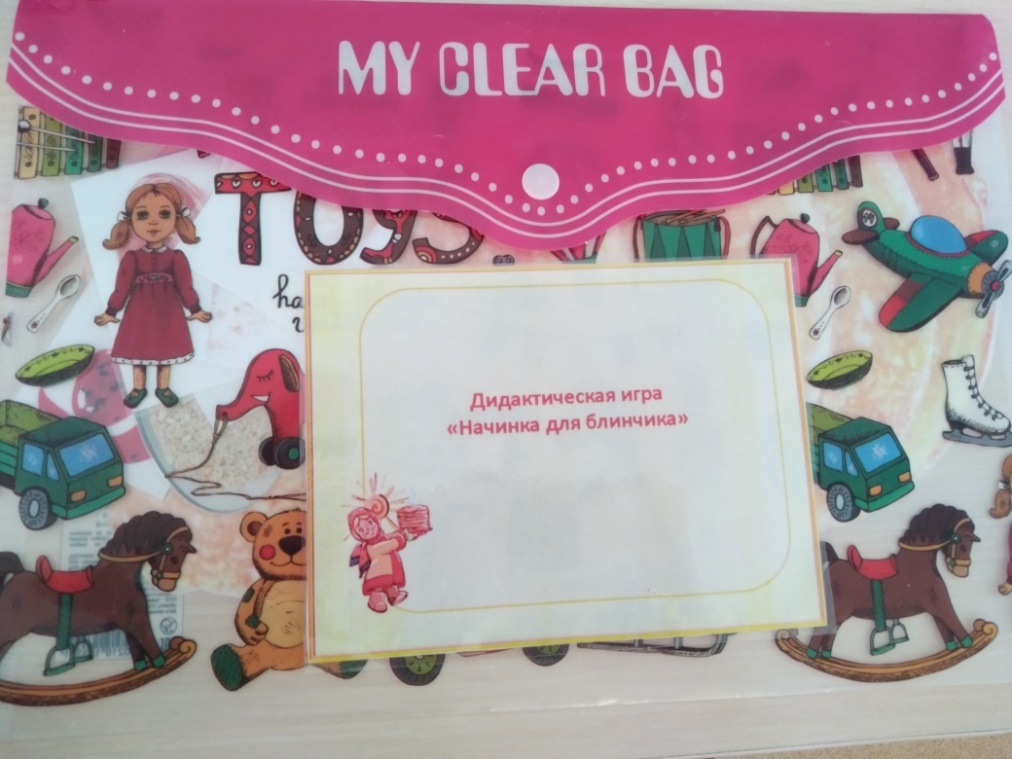 MY CLEAR BAG
TOYS
Дидактическая игра
«Начинка для блинчика»